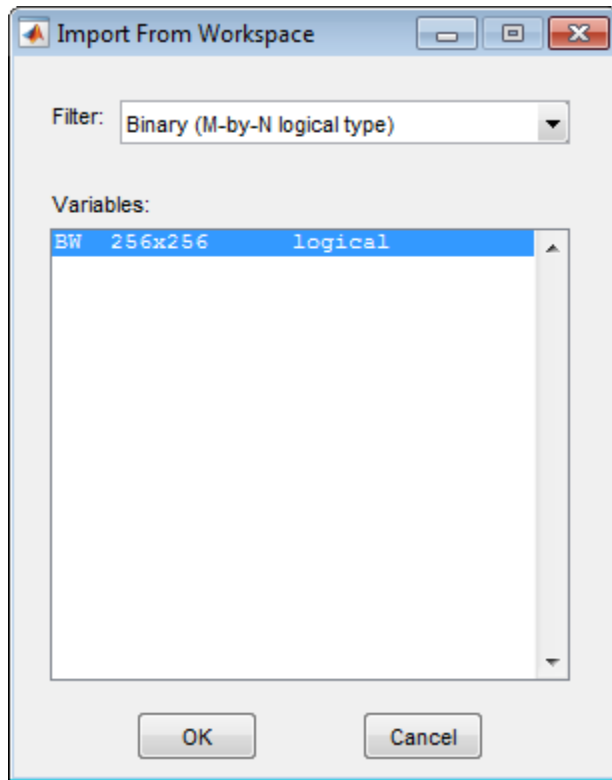 Import From Workspace
Filter: Binary (M-by-N logical type)
Variables:
BW 256x256 logical
OK Cancel